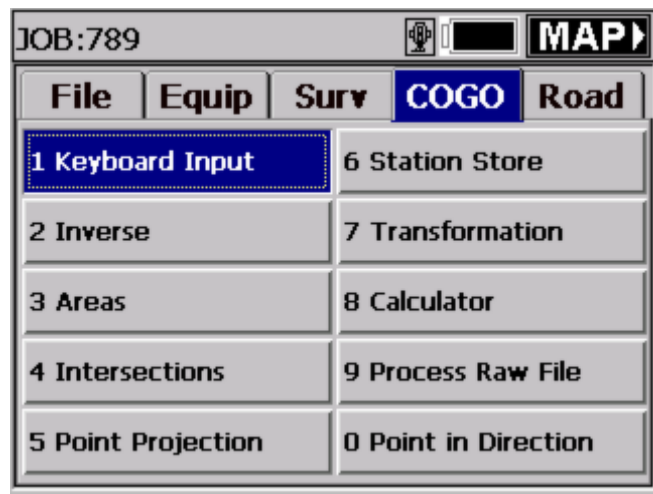 JOB:789 MAP
File Equip Surv COGO Road
1 Keyboard Input 6 Station Store
2 Inverse 7 Transformation
3 Areas 8 Calculator
4 Intersections 9 Process Raw File
5 Point Projection 0 Point in Direction